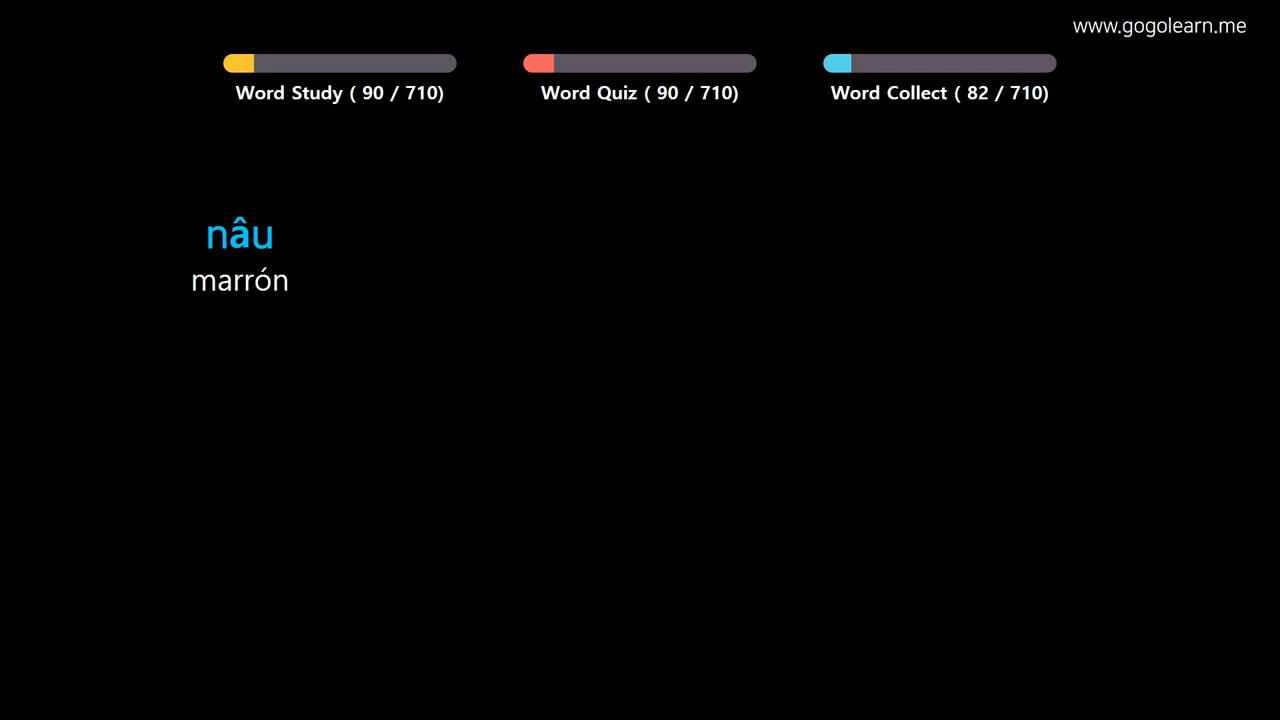 www.gogolearn.me
Word Study ( 90 / 710)
Word Quiz ( 90 / 710)
Word Collect ( 82 / 710)
nâu
marrón